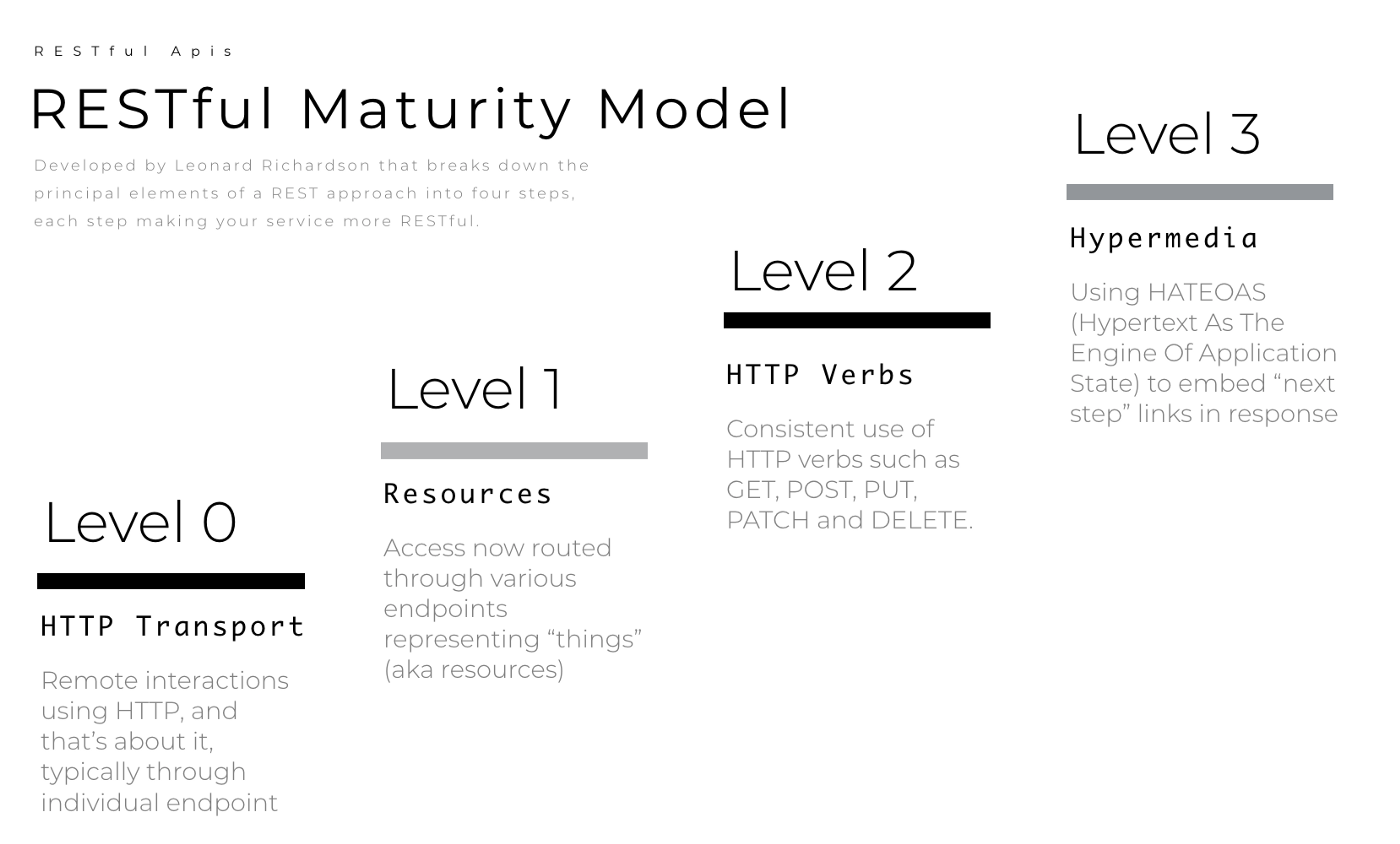 RESTful Apis
RESTful Maturity Model
Developed by Leonard Richardson that breaks down the
principal elements of a REST approach into four steps,
each step making your service more RESTful.
Level 0
HTTP Transport
Remote interactions
using HTTP, and
that’s about it,
typically through
individual endpoint
Level 1
Resources
Access now routed
through various
endpoints
representing “things”
(aka resources)
Level 2
HTTP Verbs
Consistent use of
HTTP verbs such as
GET, POST, PUT,
PATCH and DELETE.
Level 3
Hypermedia
Using HATEOAS
(Hypertext As The
Engine Of Application
State) to embed “next
step” links in response